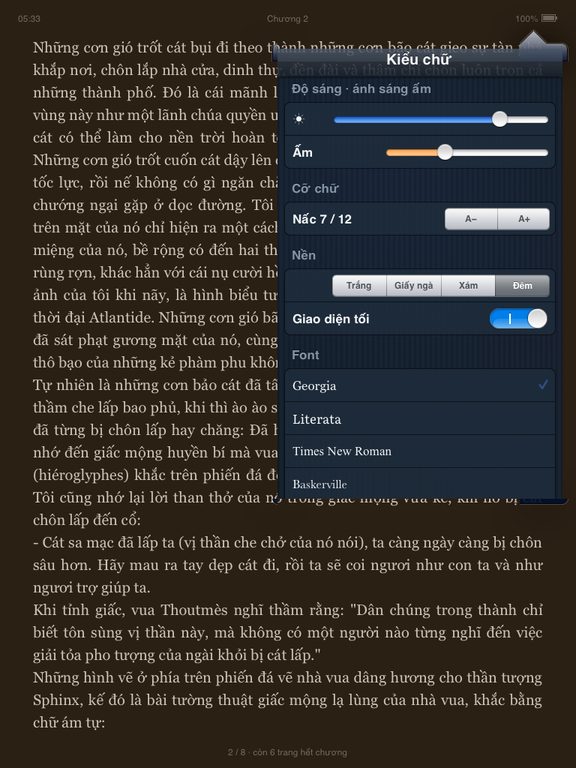 05:33
Chương 2
100%
Những cơn gió trốt cát bụi đi theo thành những cơn bão cát gieo sự tàn
khắp nơi, chôn lấp nhà cửa, dinh thự, đền đài và thậm chí chôn luôn trọn cả
những thành phố. Đó là cái mãnh l
vùng này như một lãnh chúa quyền u
cát có thể làm cho nền trời hoàn t
Những cơn gió trốt cuốn cát dậy lên c
tốc lực, rồi nế không có gì ngăn chả
chướng ngại gặp ở dọc đường. Tôi
trên mặt của nó chỉ hiện ra một các
miệng của nó, bề rộng có đến hai th
rùng rợn, khác hẳn với cái nụ cười h
ảnh của tôi khi nãy, là hình biểu tư
thời đại Atlantide. Những cơn gió bã
đã sát phạt gương mặt của nó, cùng
thô bạo của những kẻ phàm phu khôn
Tự nhiên là những cơn bảo cát đã tấ
thầm che lấp bao phủ, khi thì ào ào s
đã từng bị chôn lấp hay chăng: Đã h
nhớ đến giấc mộng huyền bí mà vua
(hiéroglyphes) khắc trên phiến đá đ
Tôi cũng nhớ lại lời than thở của nó trong giấc mộng vừa kể, khi nó bị cát
chôn lấp đến cổ:
- Cát sa mạc đã lấp ta (vị thần che chở của nó nói), ta càng ngày càng bị chôn
sâu hơn. Hãy mau ra tay dẹp cát đi, rồi ta sẽ coi ngươi như con ta và như
ngươi trợ giúp ta.
Khi tỉnh giấc, vua Thoutmès nghĩ thầm rằng: "Dân chúng trong thành chỉ
biết tôn sùng vị thần này, mà không có một người nào từng nghĩ đến việc
giải tỏa pho tượng của ngài khỏi bị cát lấp."
Những hình vẽ ở phía trên phiến đá vẽ nhà vua dâng hương cho thần tượng
Sphinx, kế đó là bài tường thuật giấc mộng lạ lùng của nhà vua, khắc bằng
chữ ám tự:
2 / 8 · còn 6 trang hết chương
Kiểu chữ
Độ sáng · ánh sáng ấm
Ấm
Cỡ chữ
Nấc 7 / 12
A−
A+
Nền
Trắng
Giấy ngà
Xám
Đêm
Giao diện tối
Font
Georgia
Literata
Times New Roman
Baskerville